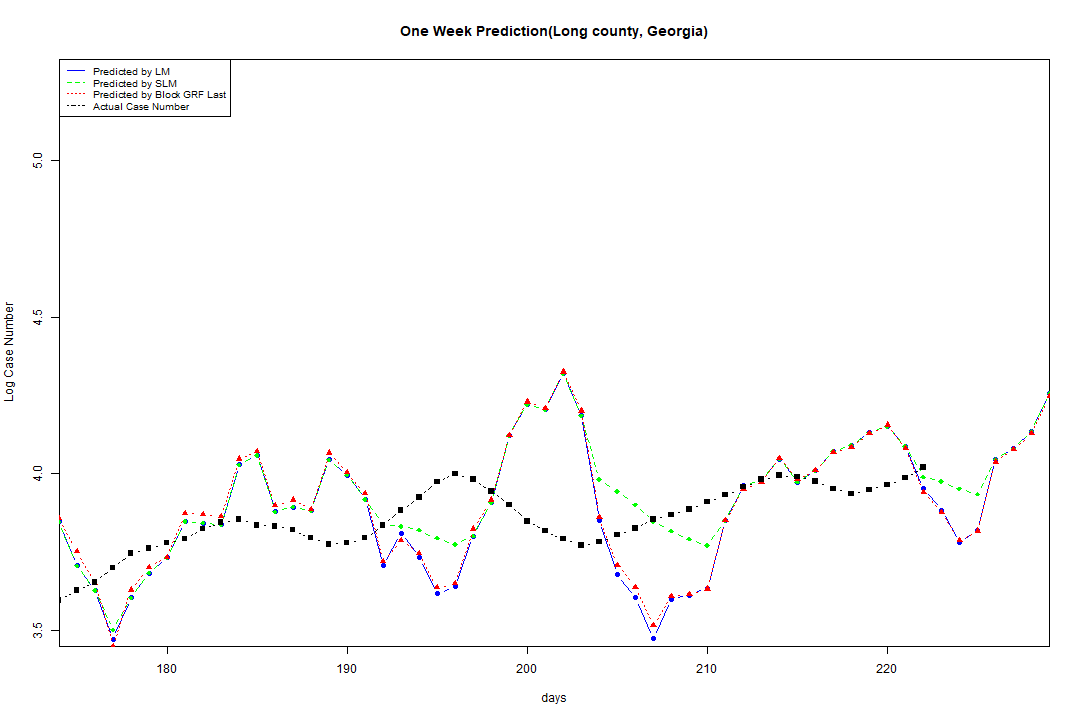 One Week Prediction(Long county, Georgia)
Predicted by LM
Predicted by SLM
Predicted by Block GRF Last
Actual Case Number
5.0
4.5
4.0
3.5
Log Case Number
180 190 200 210 220
days